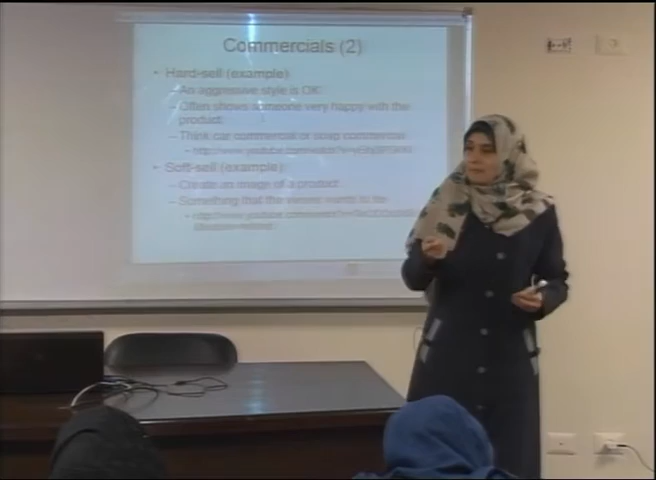 Commercials (2)
• Hard-sell (example)
– An aggressive style is OK!
– Often shows someone very happy with the
product
– Think car commercial or soap commercial
• Soft-sell (example)
– Create an image of a product
– Something that the viewer wants to be